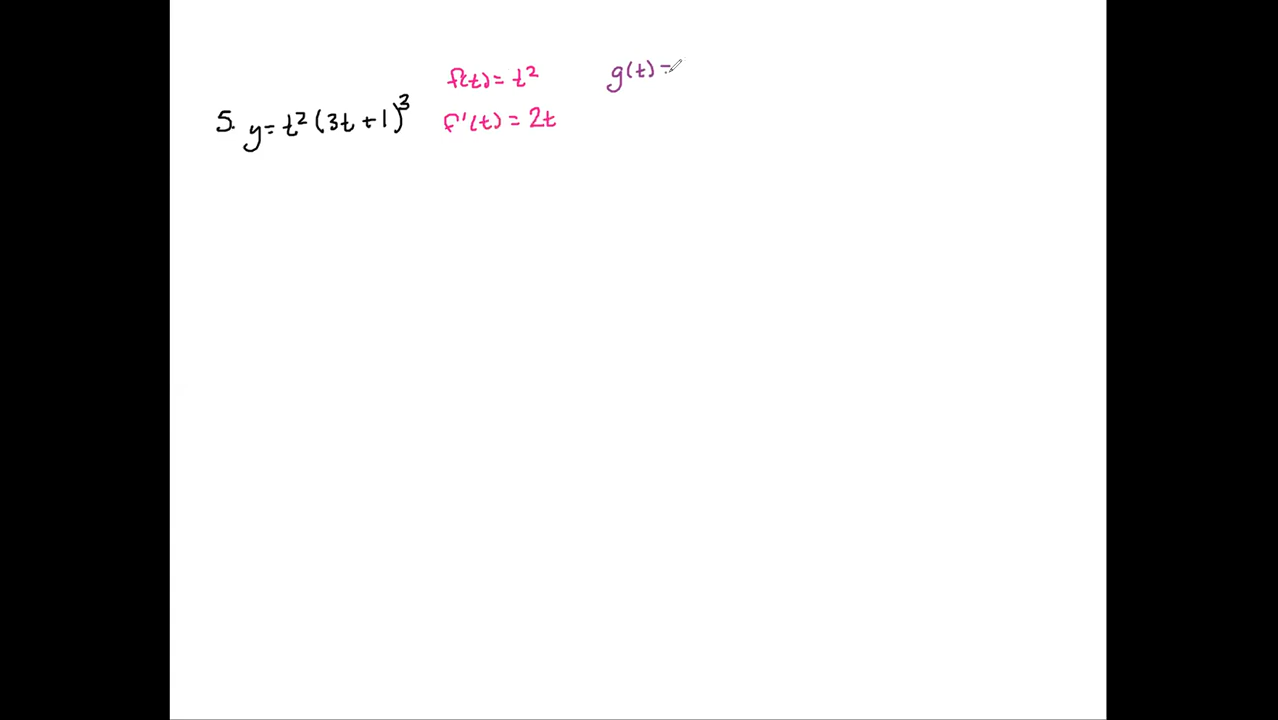 f(t) = t² g(t) =
5. y = t² (3t + 1)³ f'(t) = 2t